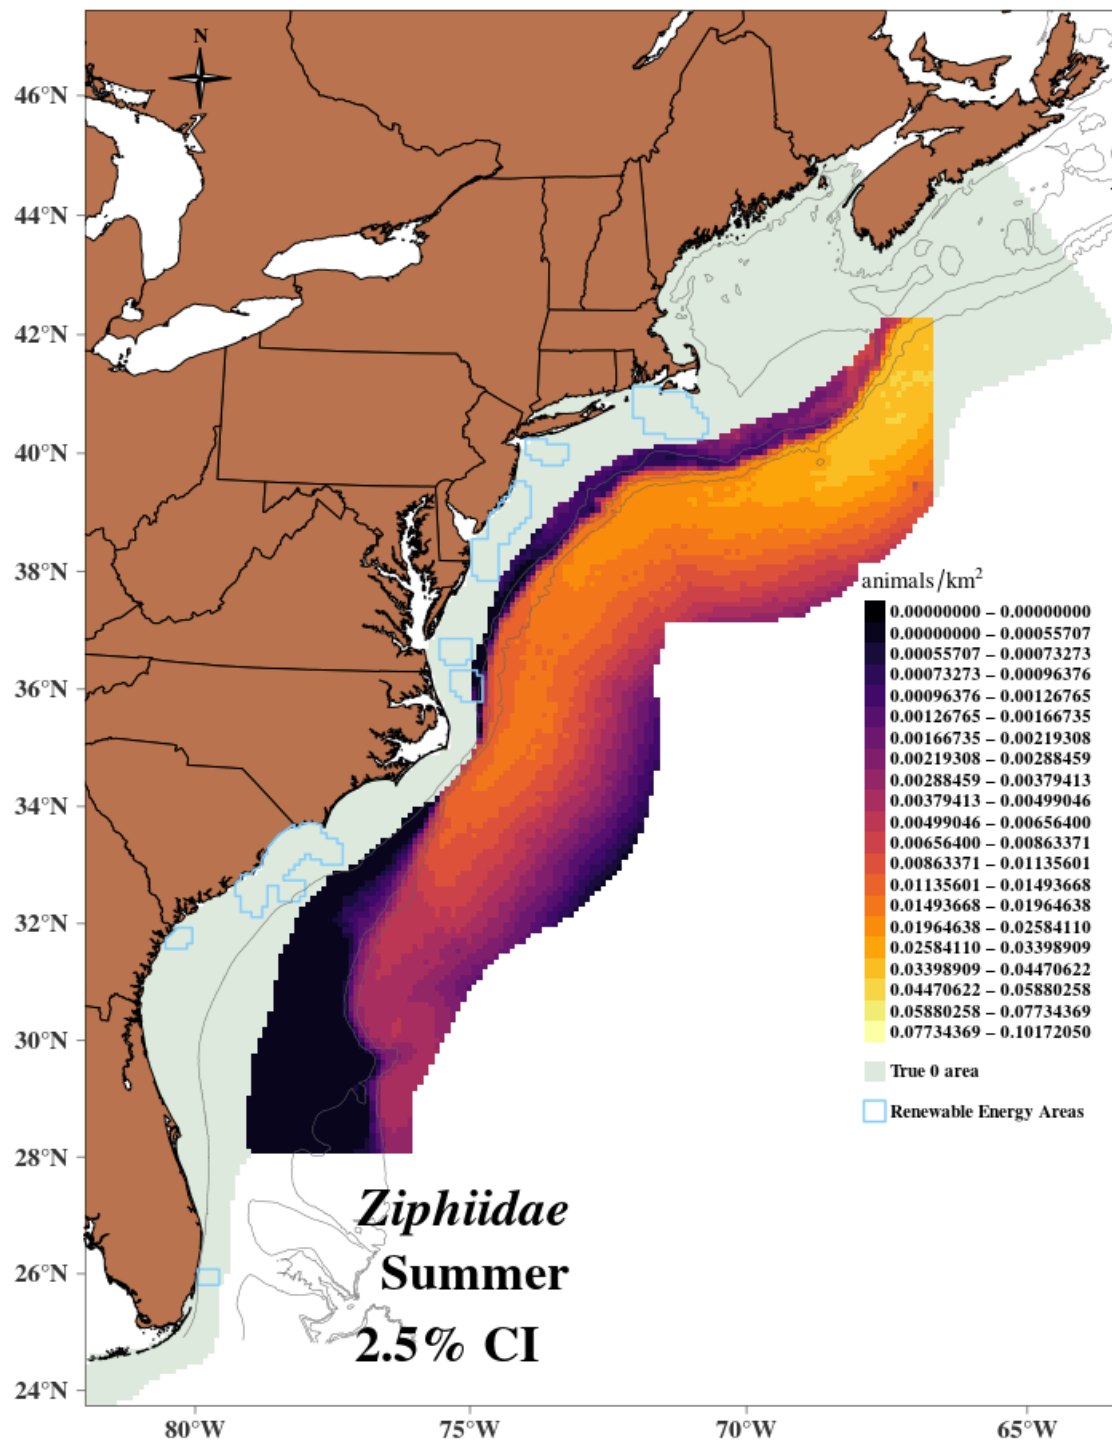 N
46°N
44°N
42°N
40°N
38°N
36°N
34°N
32°N
30°N
28°N
26°N
24°N
80°W
75°W
70°W
65°W
animals/km²
0.00000000 – 0.00000000
0.00000000 – 0.00055707
0.00055707 – 0.00073273
0.00073273 – 0.00096376
0.00096376 – 0.00126765
0.00126765 – 0.00166735
0.00166735 – 0.00219308
0.00219308 – 0.00288459
0.00288459 – 0.00379413
0.00379413 – 0.00499046
0.00499046 – 0.00656400
0.00656400 – 0.00863371
0.00863371 – 0.01135601
0.01135601 – 0.01493668
0.01493668 – 0.01964638
0.01964638 – 0.02584110
0.02584110 – 0.03398909
0.03398909 – 0.04470622
0.04470622 – 0.05880258
0.05880258 – 0.07734369
0.07734369 – 0.10172050
True 0 area
Renewable Energy Areas
Ziphiidae
Summer
2.5% CI